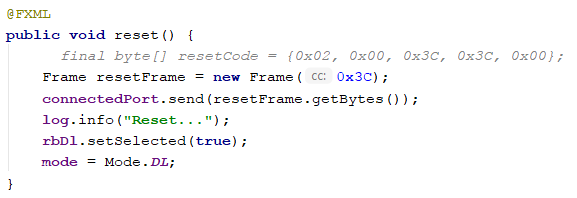 @FXML
public void reset() {
final byte[] resetCode = {0x02, 0x00, 0x3C, 0x3C, 0x00};
Frame resetFrame = new Frame( cc: 0x3C);
connectedPort.send(resetFrame.getBytes());
log.info("Reset...");
rbDl.setSelected(true);
mode = Mode.DL;
}